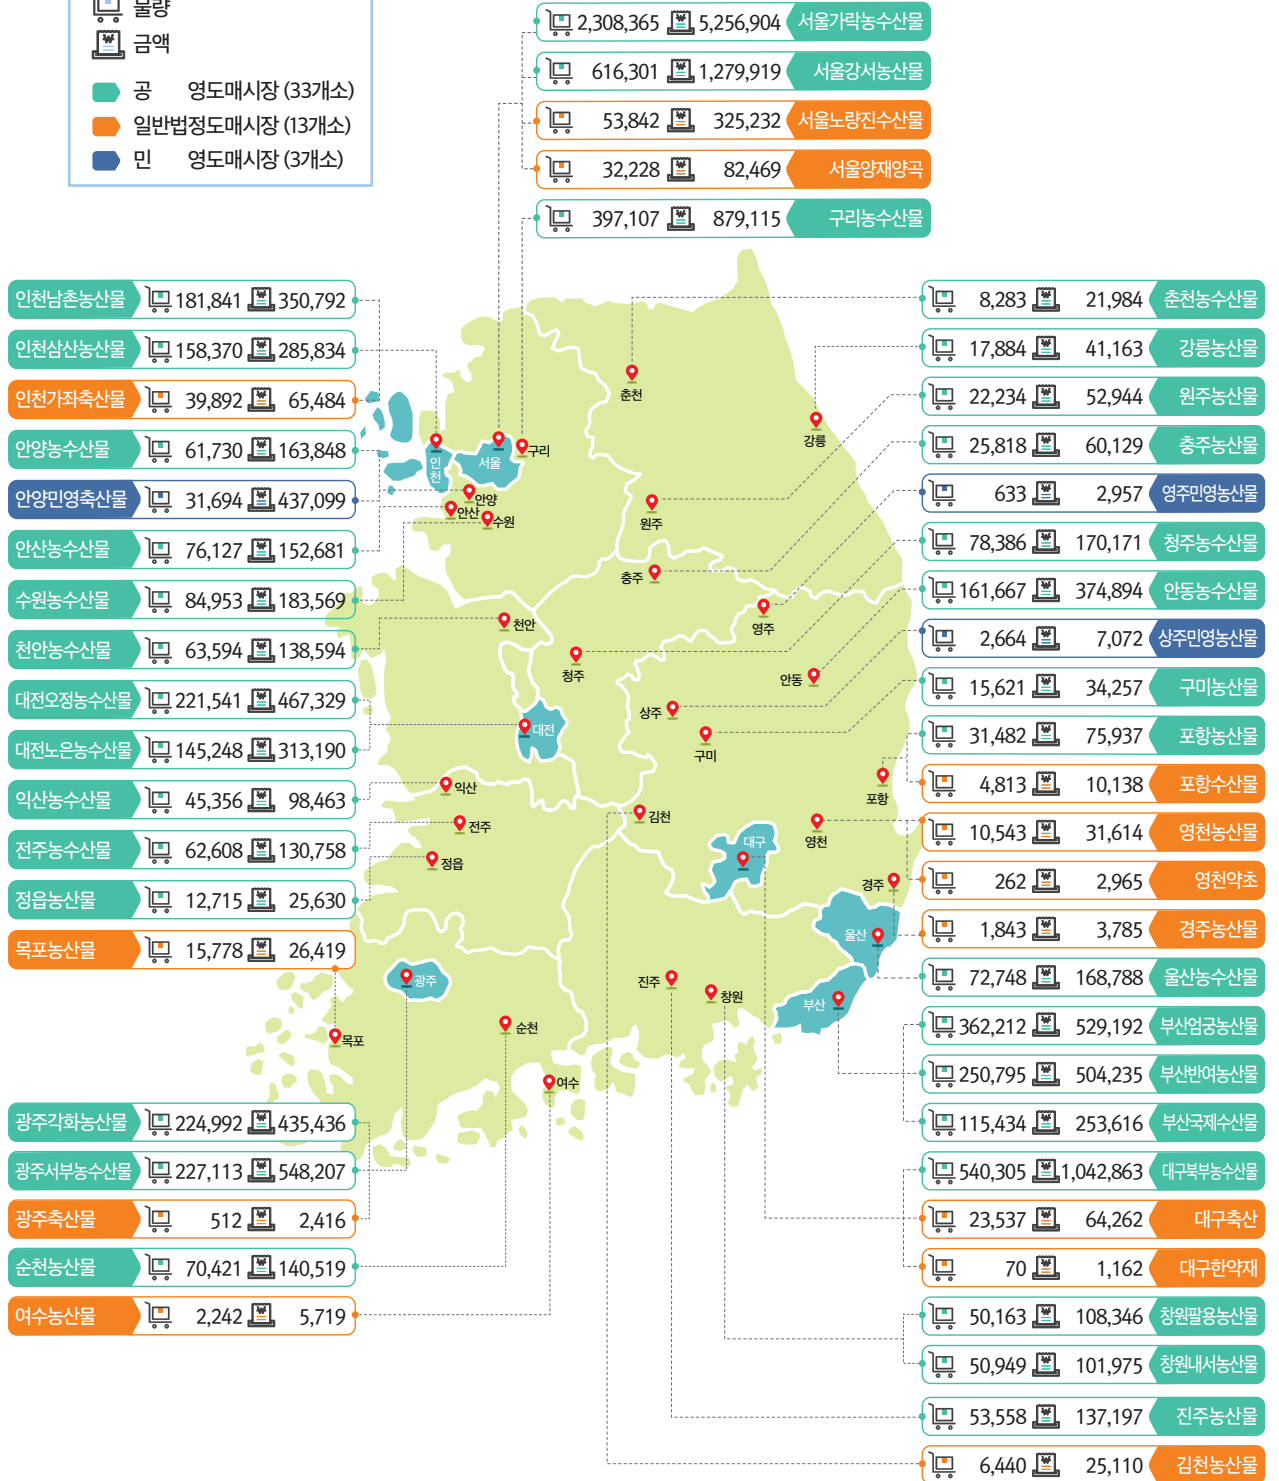 물량
금액
공 영도매시장 (33개소)
일반법정도매시장 (13개소)
민 영도매시장 (3개소)
2,308,365 5,256,904 서울가락농수산물
616,301 1,279,919 서울강서농산물
53,842 325,232 서울노량진수산물
32,228 82,469 서울양재양곡
397,107 879,115 구리농수산물
인천남촌농산물 181,841 350,792
인천삼산농산물 158,370 285,834
인천가좌축산물 39,892 65,484
안양농수산물 61,730 163,848
안양민영축산물 31,694 437,099
안산농수산물 76,127 152,681
수원농수산물 84,953 183,569
천안농수산물 63,594 138,594
대전오정농수산물 221,541 467,329
대전노은농수산물 145,248 313,190
익산농수산물 45,356 98,463
전주농수산물 62,608 130,758
정읍농산물 12,715 25,630
목포농산물 15,778 26,419
광주각화농산물 224,992 435,436
광주서부농수산물 227,113 548,207
광주축산물 512 2,416
순천농산물 70,421 140,519
여수농산물 2,242 5,719
춘천
강릉
구리
서울
인천
안양
안산
수원
원주
충주
영주
천안
청주
안동
상주
대전
구미
포항
익산
김천
전주
영천
대구
정읍
경주
울산
광주
진주
창원
부산
순천
목포
여수
8,283 21,984 춘천농수산물
17,884 41,163 강릉농산물
22,234 52,944 원주농산물
25,818 60,129 충주농산물
633 2,957 영주민영농산물
78,386 170,171 청주농수산물
161,667 374,894 안동농수산물
2,664 7,072 상주민영농산물
15,621 34,257 구미농산물
31,482 75,937 포항농산물
4,813 10,138 포항수산물
10,543 31,614 영천농산물
262 2,965 영천약초
1,843 3,785 경주농산물
72,748 168,788 울산농수산물
362,212 529,192 부산엄궁농산물
250,795 504,235 부산반여농산물
115,434 253,616 부산국제수산물
540,305 1,042,863 대구북부농수산물
23,537 64,262 대구축산
70 1,162 대구한약재
50,163 108,346 창원팔용농산물
50,949 101,975 창원내서농산물
53,558 137,197 진주농산물
6,440 25,110 김천농산물